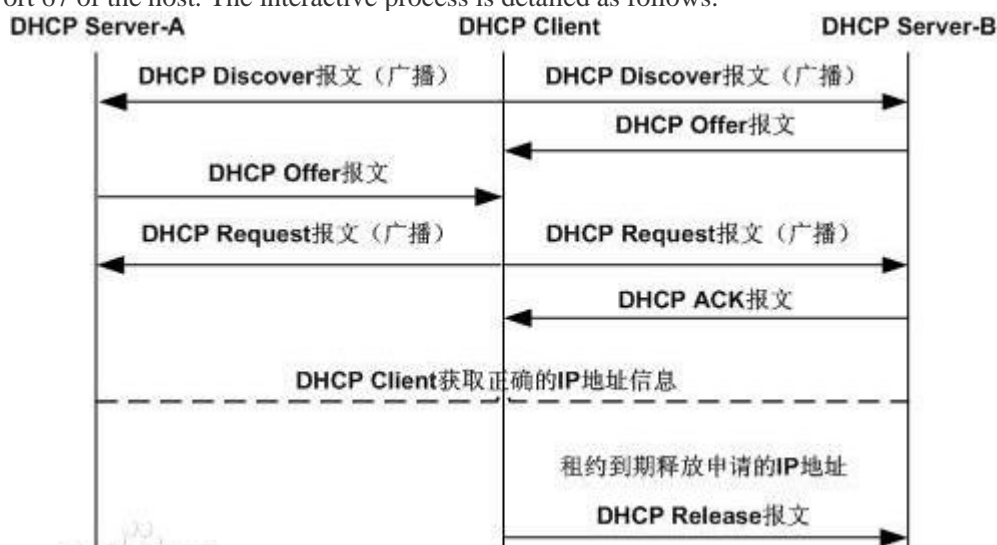 ort 67 of the host. The interactive process is detailed as follows:
DHCP Server-A DHCP Client DHCP Server-B
DHCP Discover报文（广播） DHCP Discover报文（广播）
DHCP Offer报文
DHCP Offer报文
DHCP Request报文（广播） DHCP Request报文（广播）
DHCP ACK报文
DHCP Client获取正确的IP地址信息
租约到期释放申请的IP地址
DHCP Release报文